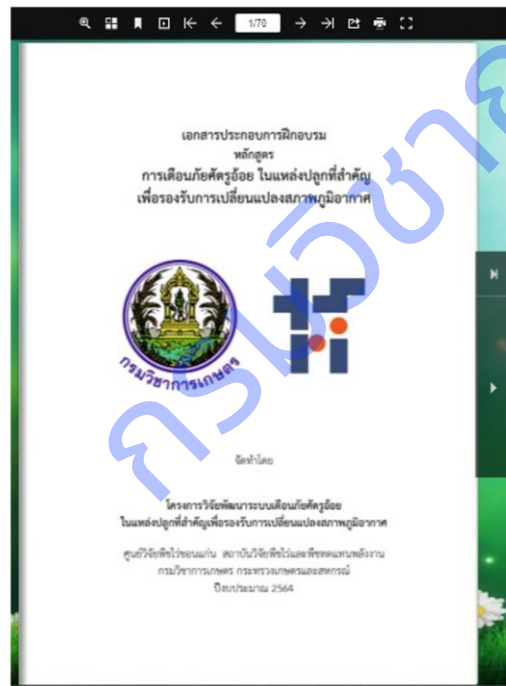 1/70
เอกสารประกอบการฝึกอบรม
หลักสูตร
การเตือนภัยศัตรูอ้อย ในแหล่งปลูกที่สำคัญ
เพื่อรองรับการเปลี่ยนแปลงสภาพภูมิอากาศ
กรมวิชาการเกษตร
จัดทำโดย
โครงการวิจัยพัฒนาระบบเตือนภัยศัตรูอ้อย
ในแหล่งปลูกที่สำคัญเพื่อรองรับการเปลี่ยนแปลงสภาพภูมิอากาศ
ศูนย์วิจัยพืชไร่ขอนแก่น สถาบันวิจัยพืชไร่และพืชทดแทนพลังงาน
กรมวิชาการเกษตร กระทรวงเกษตรและสหกรณ์
ปีงบประมาณ 2564
กรมวิชาก